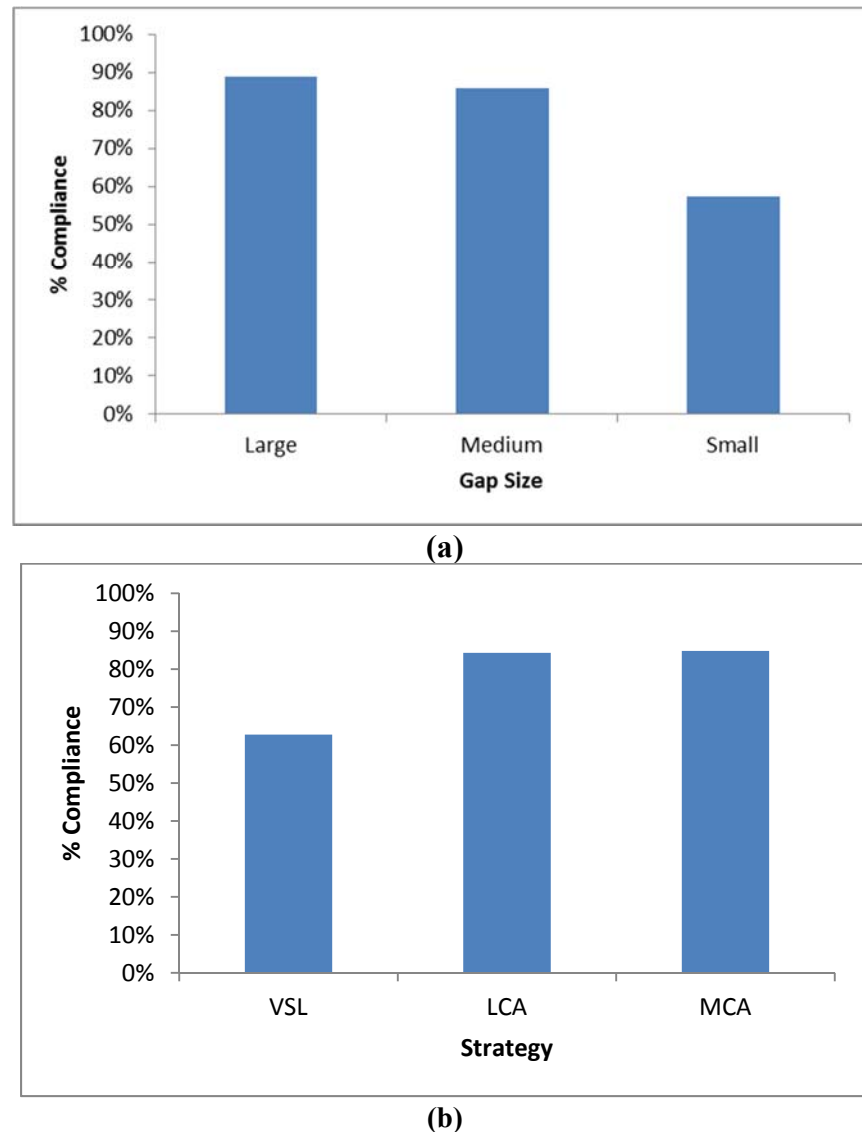 100%
90%
80%
70%
60%
50%
40%
30%
20%
10%
0%
% Compliance
Large Medium Small
Gap Size
(a)
100%
90%
80%
70%
60%
50%
40%
30%
20%
10%
0%
% Compliance
VSL LCA MCA
Strategy
(b)